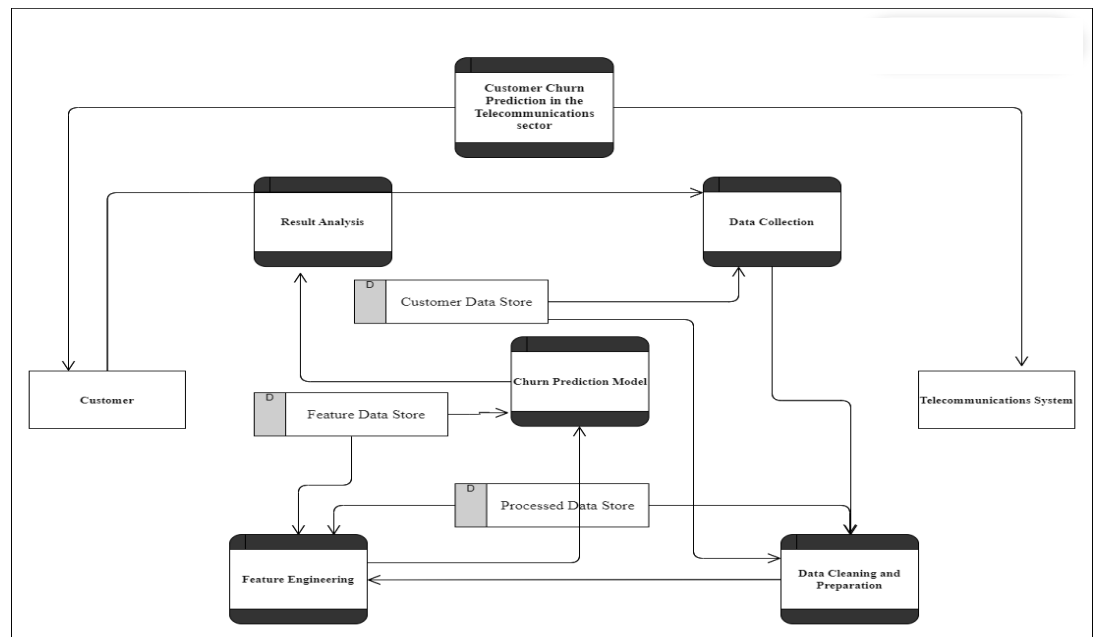 Customer Churn
Prediction in the
Telecommunications
sector
Result Analysis
Data Collection
D
Customer Data Store
Churn Prediction Model
Customer
Telecommunications System
D
Feature Data Store
D
Processed Data Store
Feature Engineering
Data Cleaning and
Preparation